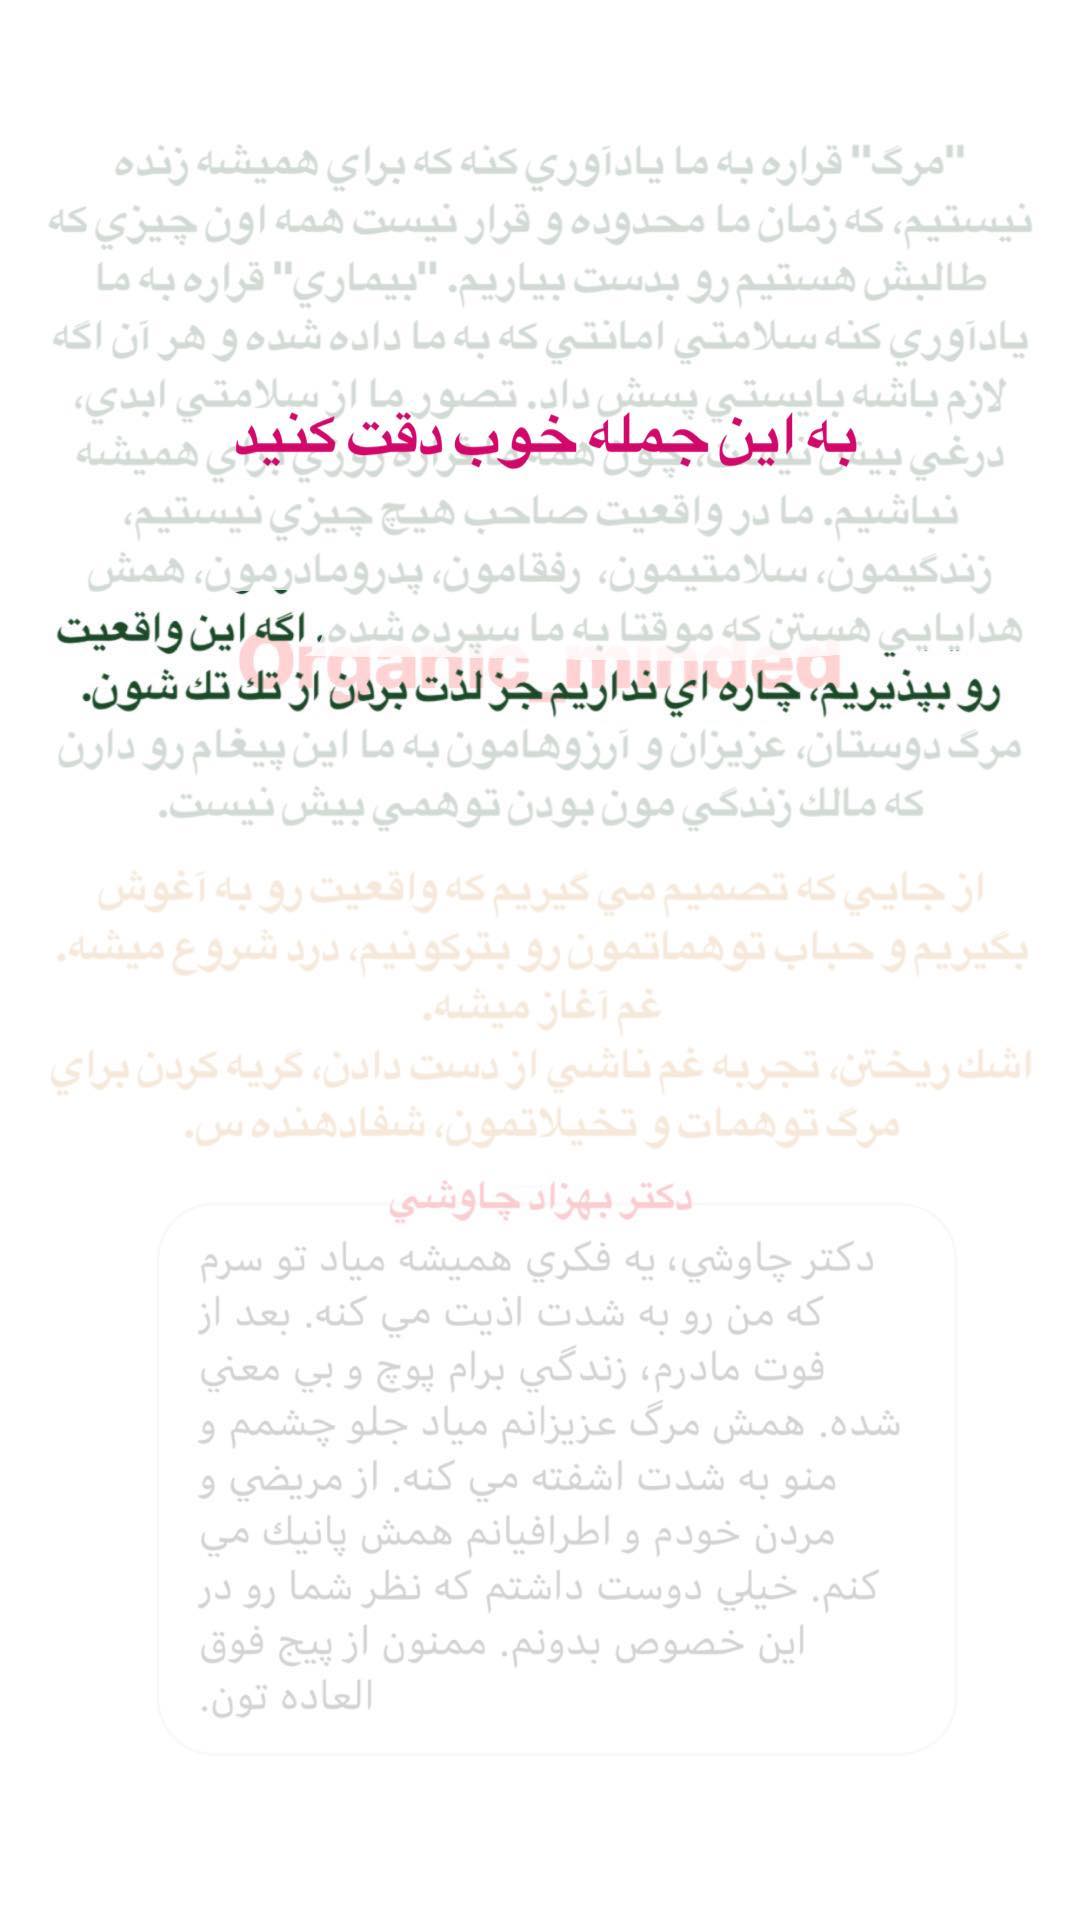 "مرگ" قراره به ما يادآوري كنه كه براي هميشه زنده
نيستيم، كه زمان ما محدوده و قرار نيست همه اون چيزي كه
طالبش هستيم رو بدست بياريم. "بيماري" قراره به ما
يادآوري كنه سلامتي امانتي كه به ما داده شده و هر آن اگه
لازم باشه بايستي پسش داد. تصور ما از سلامتي ابدي،
به اين جمله خوب دقت كنيد
درغي بيش نيست، چون همه ما قراره روزي براي هميشه
نباشيم. ما در واقعيت صاحب هيچ چيزي نيستيم،
زندگيمون، سلامتيمون، رفقامون، پدرومادرمون، همش
هدايايي هستن كه موقتا به ما سپرده شده، اگه اين واقعيت
Organic_minded
رو بپذيريم، چاره اي نداريم جز لذت بردن از تك تك شون.
مرگ دوستان، عزيزان و آرزوهامون به ما اين پيغام رو دارن
كه مالك زندگي مون بودن توهمي بيش نيست.
از جايي كه تصميم مي گيريم كه واقعيت رو به آغوش
بگيريم و حباب توهماتمون رو بتركونيم، درد شروع ميشه.
غم آغاز ميشه.
اشك ريختن، تجربه غم ناشي از دست دادن، گريه كردن براي
مرگ توهمات و تخيلاتمون، شفادهنده س.
دكتر بهزاد چاوشي
دكتر چاوشي، يه فكري هميشه مياد تو سرم
كه من رو به شدت اذيت مي كنه. بعد از
فوت مادرم، زندگي برام پوچ و بي معني
شده. همش مرگ عزيزانم مياد جلو چشمم و
منو به شدت اشفته مي كنه. از مريضي و
مردن خودم و اطرافيانم همش پانيك مي
كنم. خيلي دوست داشتم كه نظر شما رو در
اين خصوص بدونم. ممنون از پيج فوق
العاده تون.